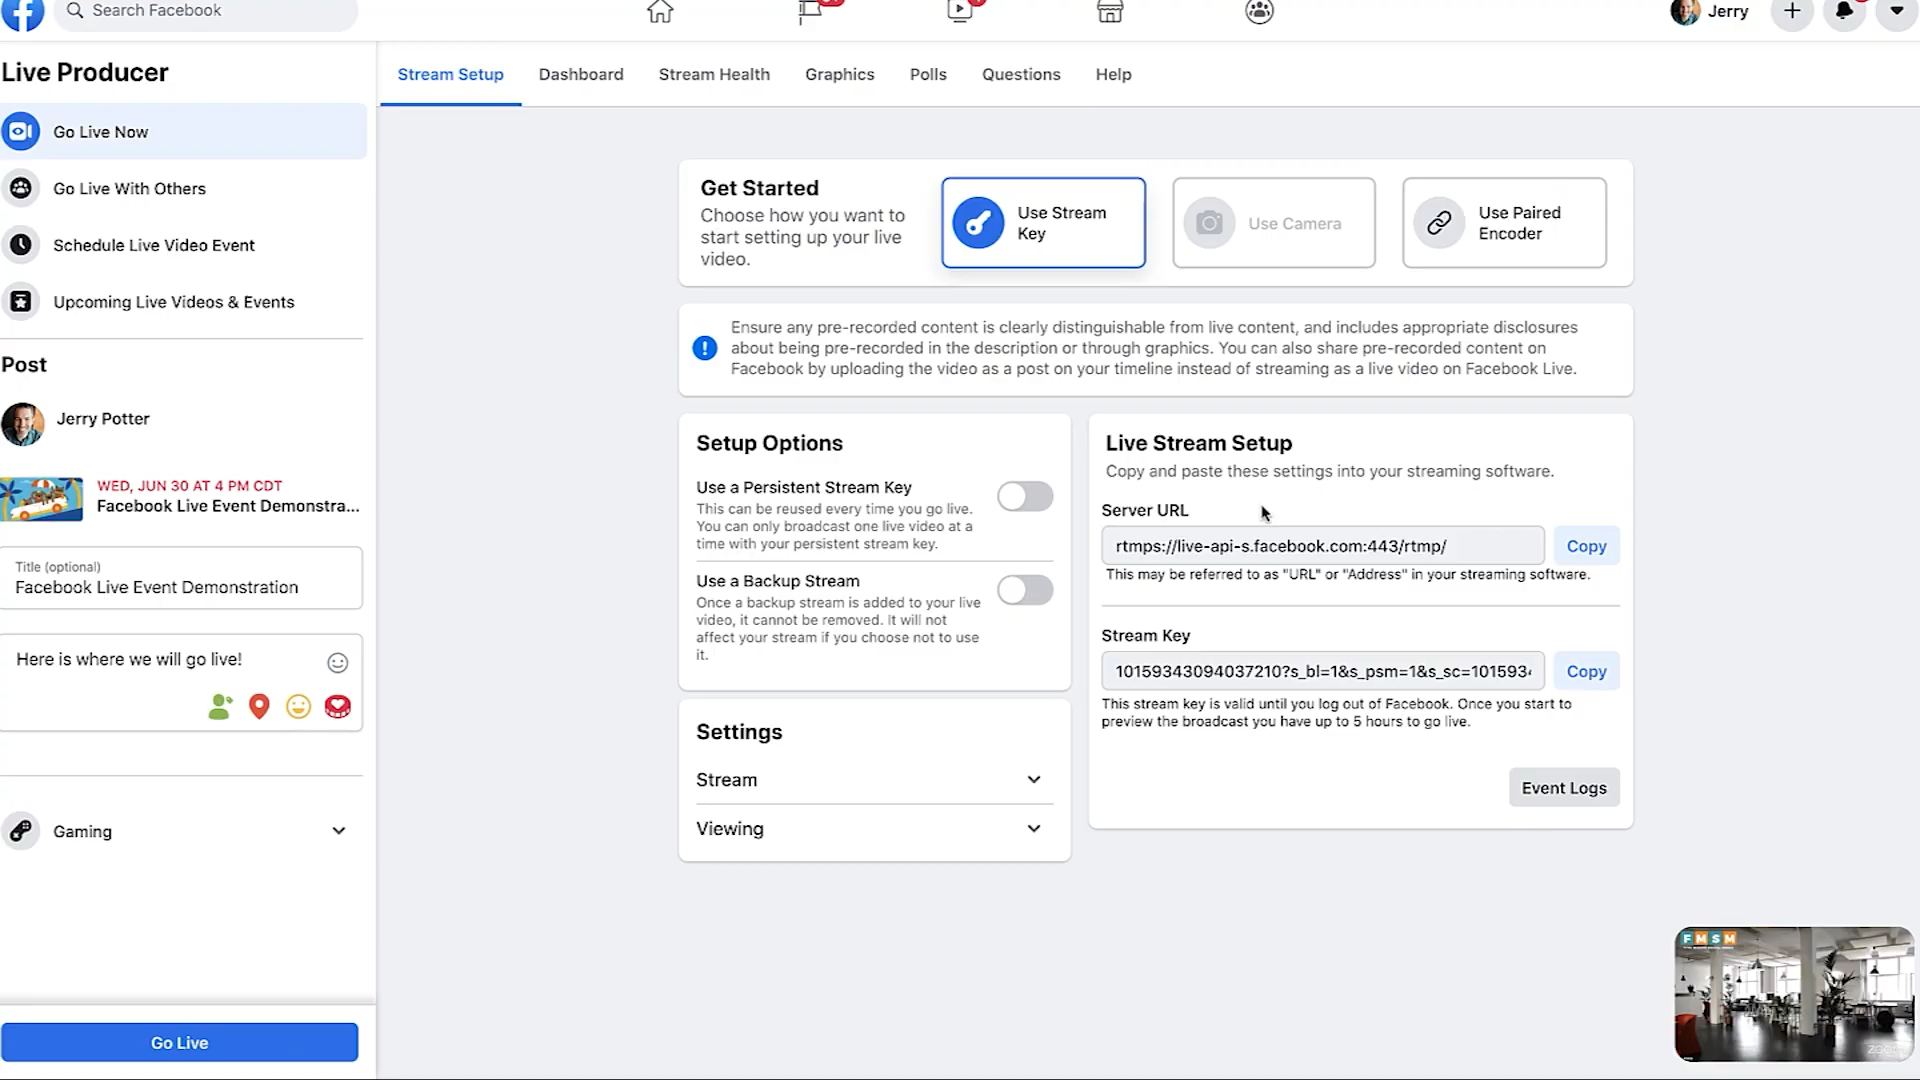 Search Facebook
Jerry
Live Producer
Go Live Now
Go Live With Others
Schedule Live Video Event
Upcoming Live Videos & Events
Post
Jerry Potter
WED, JUN 30 AT 4 PM CDT
Facebook Live Event Demonstra...
Title (optional)
Facebook Live Event Demonstration
Here is where we will go live!
Gaming
Go Live
Stream Setup
Dashboard
Stream Health
Graphics
Polls
Questions
Help
Get Started
Choose how you want to
start setting up your live
video.
Use Stream
Key
Use Camera
Use Paired
Encoder
Ensure any pre-recorded content is clearly distinguishable from live content, and includes appropriate disclosures
about being pre-recorded in the description or through graphics. You can also share pre-recorded content on
Facebook by uploading the video as a post on your timeline instead of streaming as a live video on Facebook Live.
Setup Options
Use a Persistent Stream Key
This can be reused every time you go live.
You can only broadcast one live video at a
time with your persistent stream key.
Use a Backup Stream
Once a backup stream is added to your live
video, it cannot be removed. It will not
affect your stream if you choose not to use
it.
Settings
Stream
Viewing
Live Stream Setup
Copy and paste these settings into your streaming software.
Server URL
rtmps://live-api-s.facebook.com:443/rtmp/
Copy
This may be referred to as "URL" or "Address" in your streaming software.
Stream Key
10159343094037210?s_bl=1&s_psm=1&s_sc=101593
Copy
This stream key is valid until you log out of Facebook. Once you start to
preview the broadcast you have up to 5 hours to go live.
Event Logs
FMSM